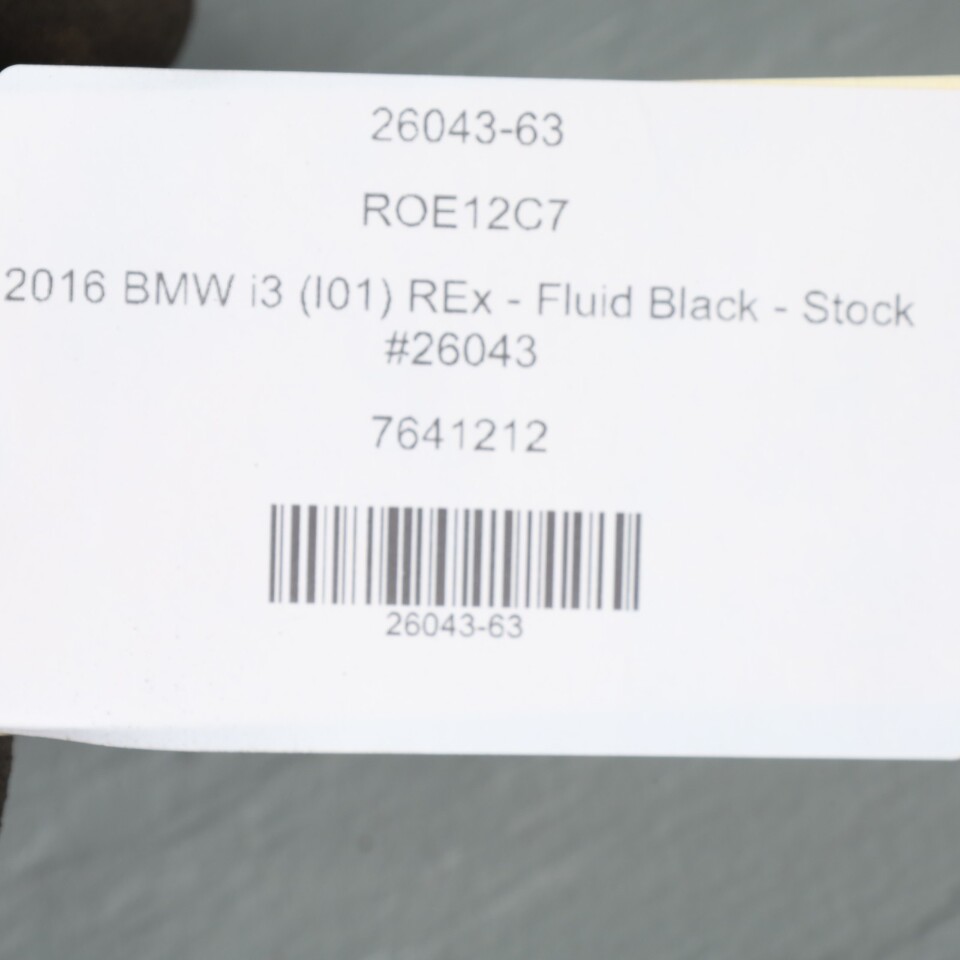 26043-63
ROE12C7
2016 BMW i3 (I01) REx - Fluid Black - Stock
#26043
7641212
26043-63